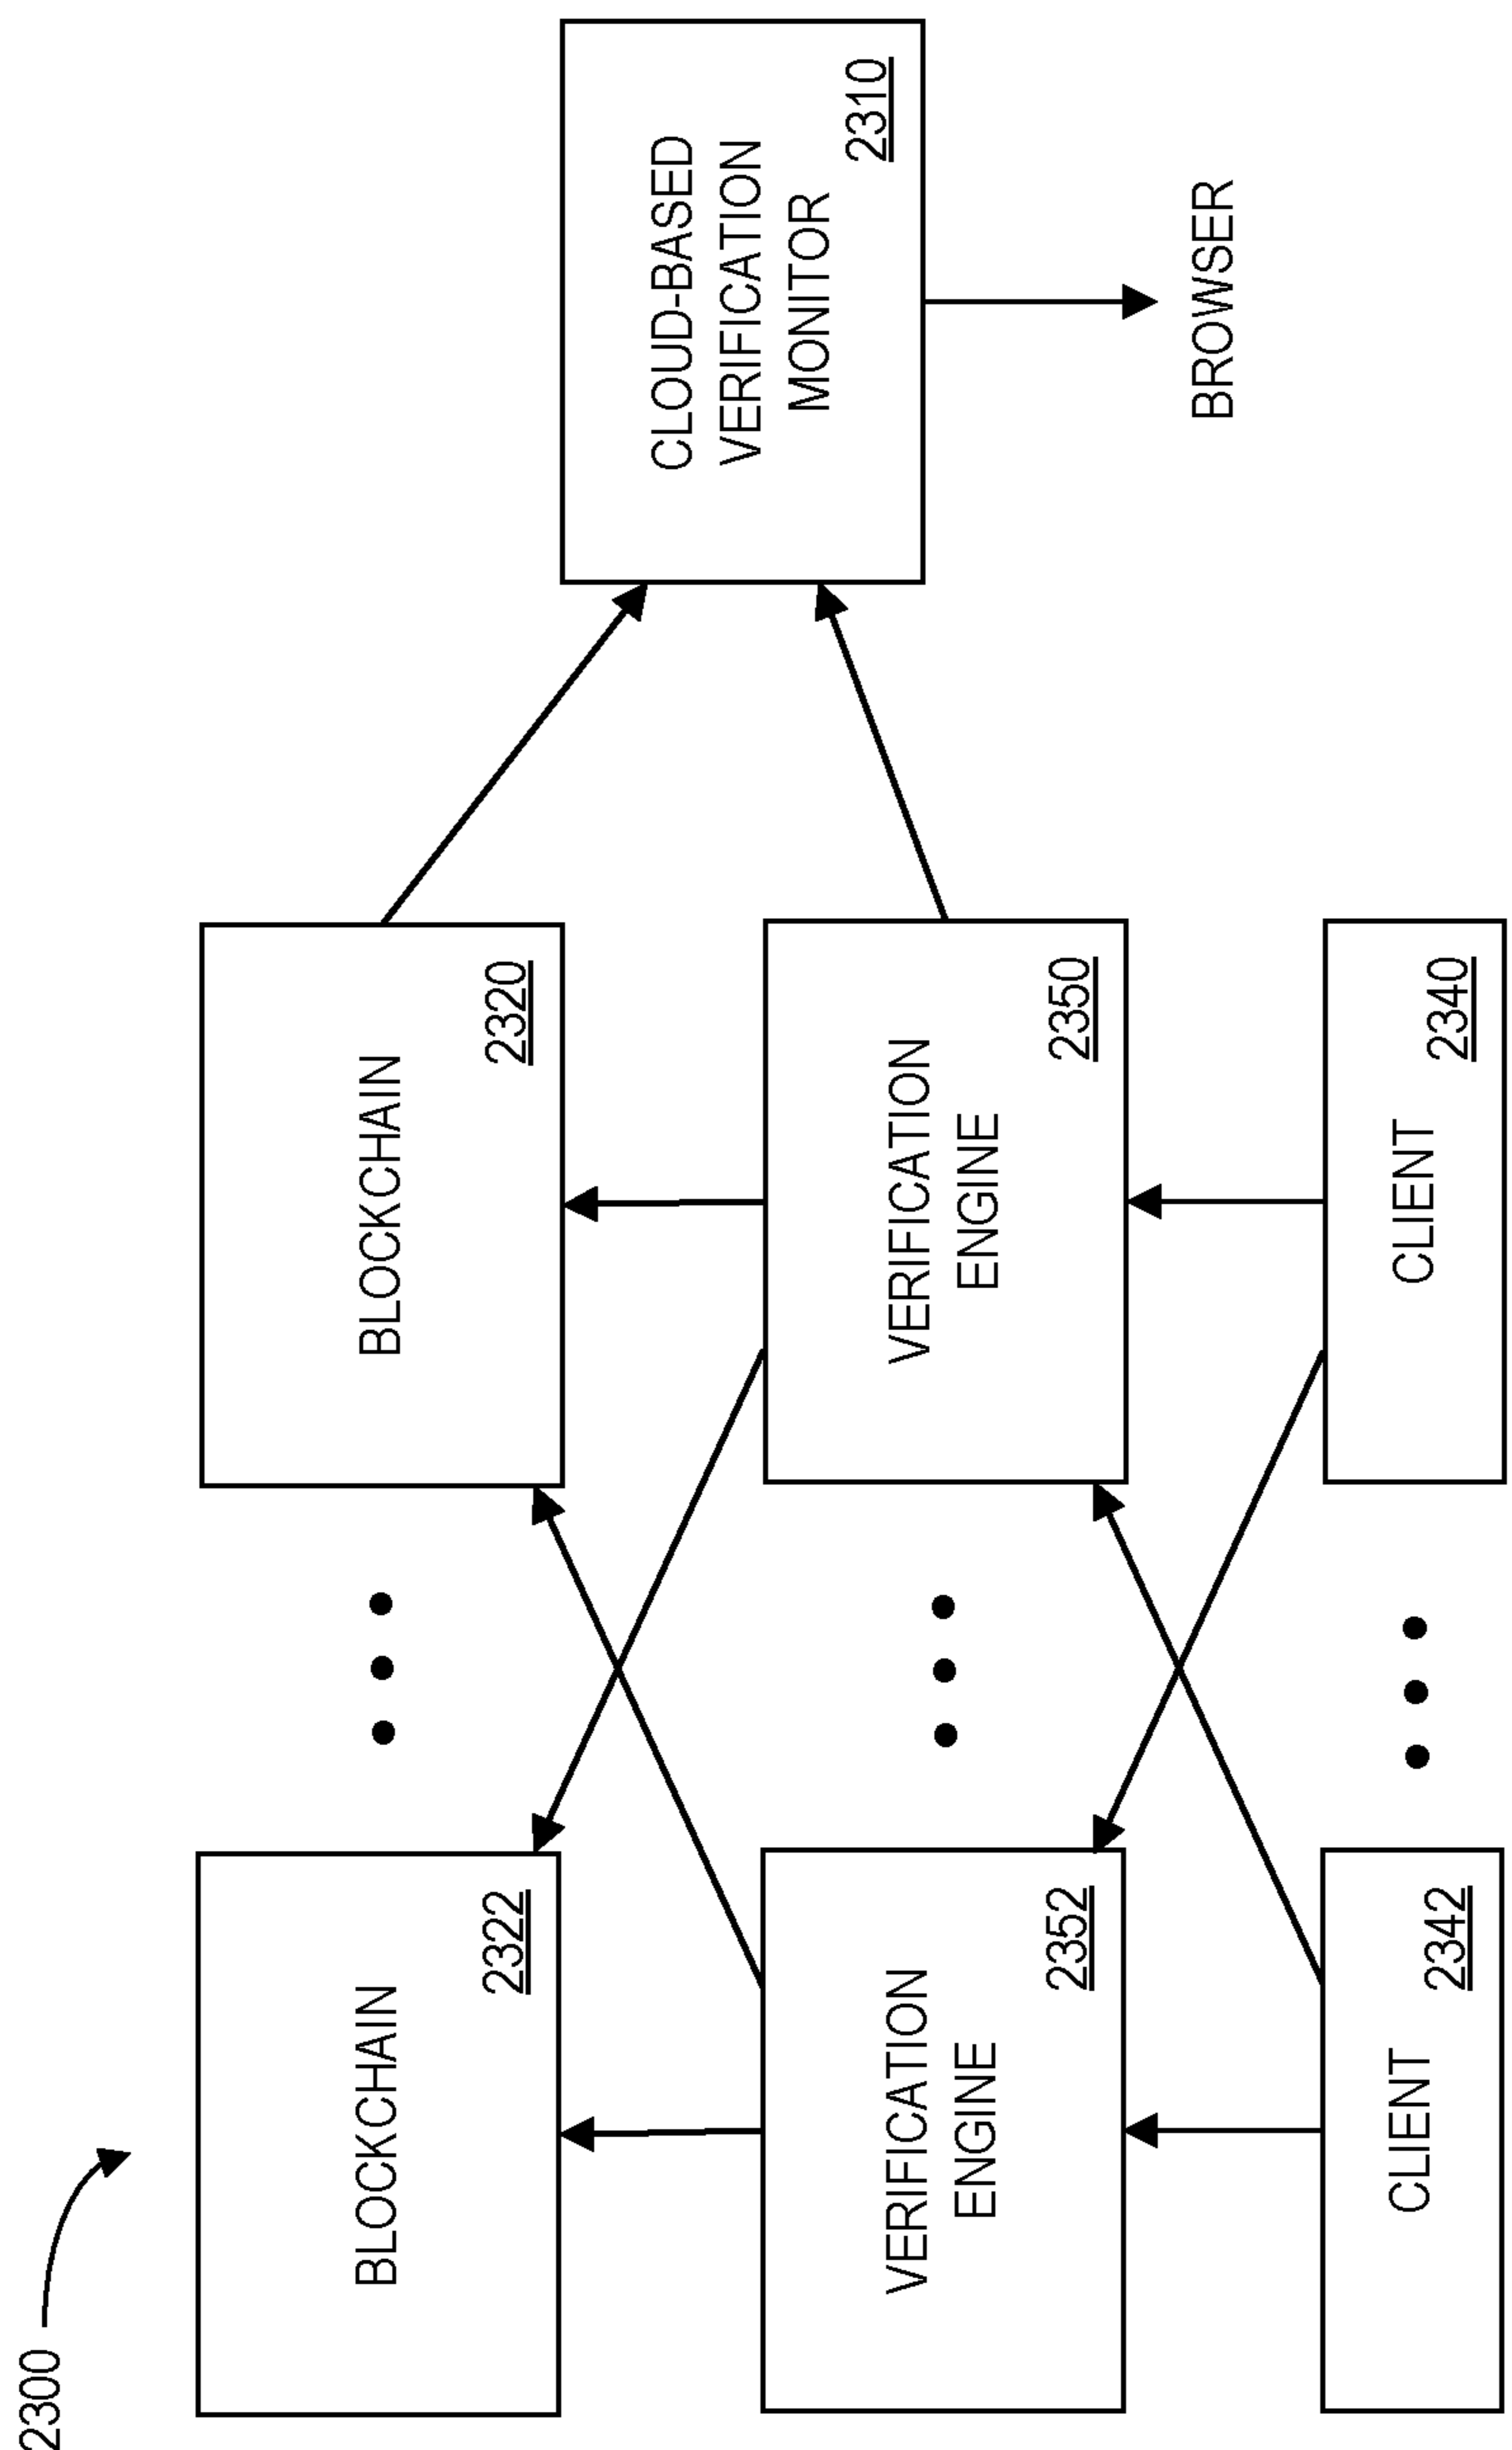 2300
BLOCKCHAIN
2322
BLOCKCHAIN
2320
CLOUD-BASED
VERIFICATION
MONITOR
2310
VERIFICATION
ENGINE
2352
VERIFICATION
ENGINE
2350
BROWSER
CLIENT
2342
CLIENT
2340